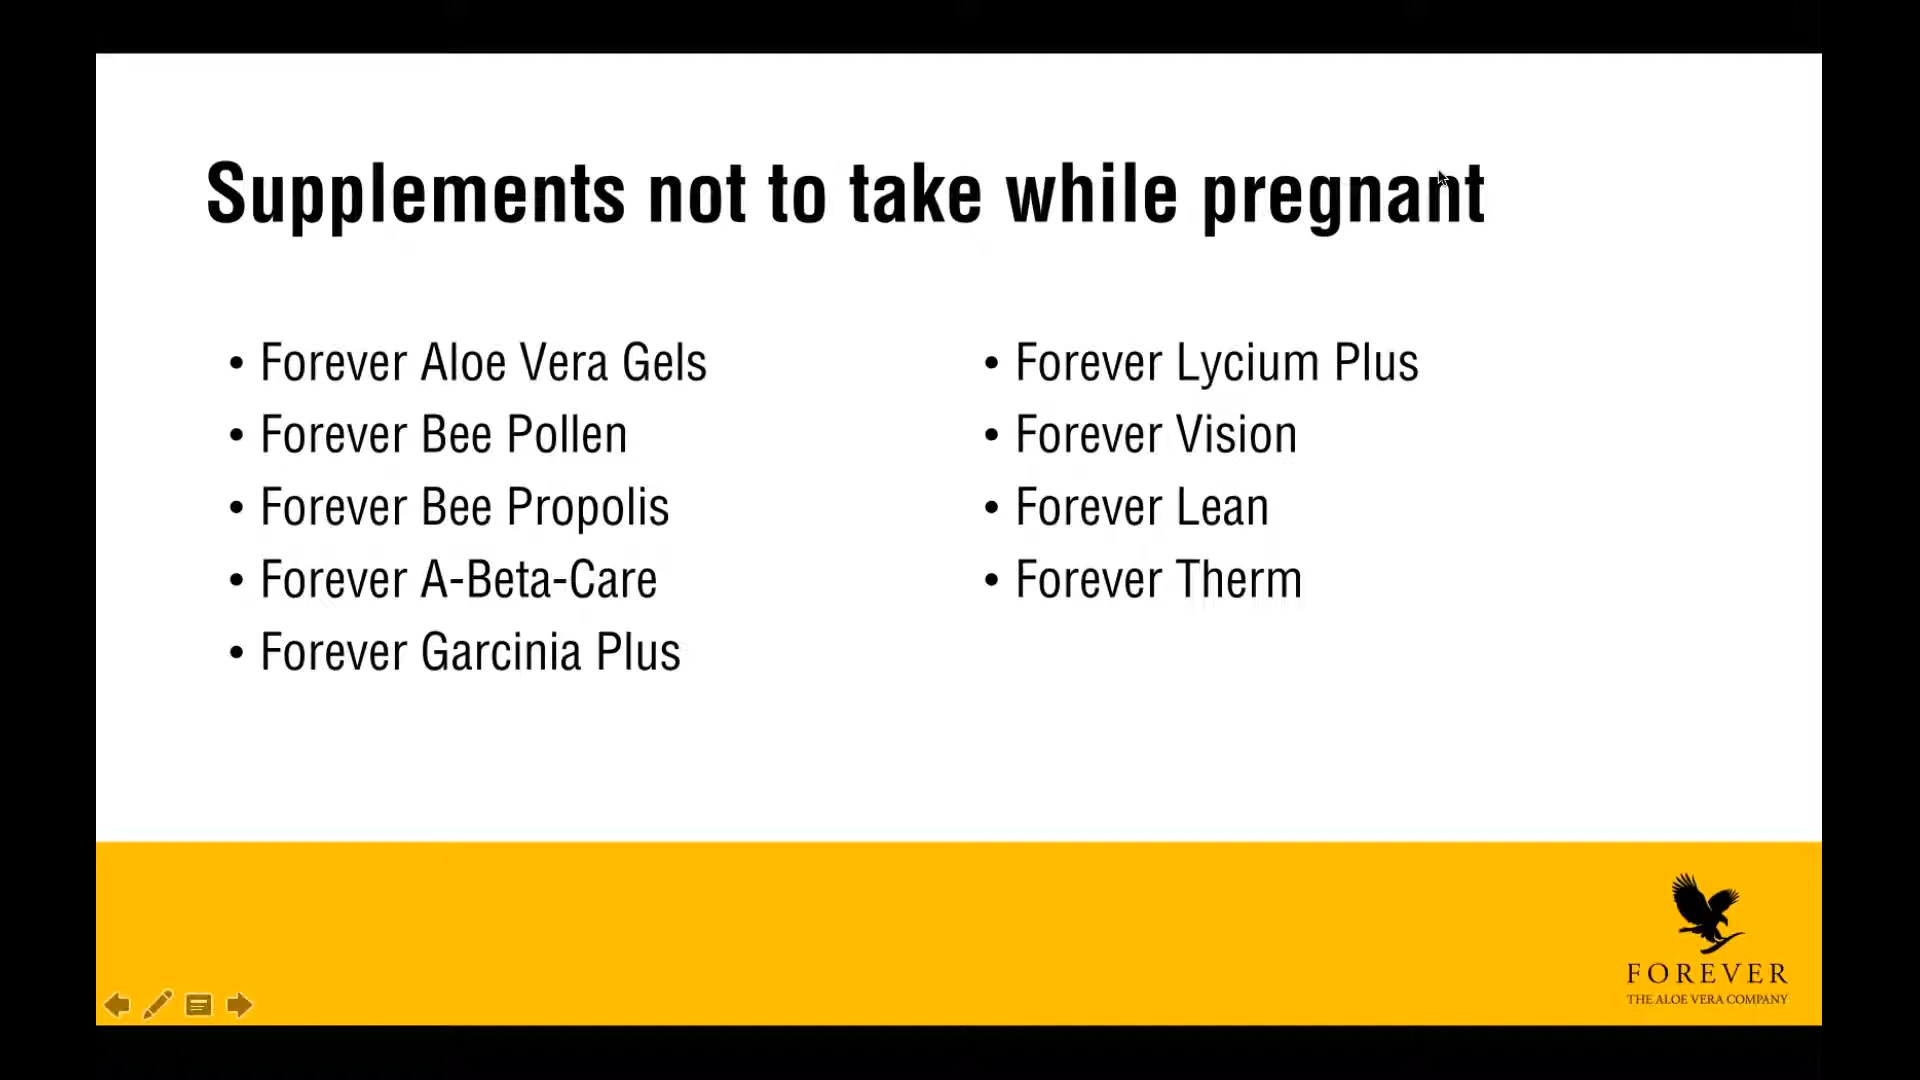 Supplements not to take while pregnant
• Forever Aloe Vera Gels
• Forever Bee Pollen
• Forever Bee Propolis
• Forever A-Beta-Care
• Forever Garcinia Plus
• Forever Lycium Plus
• Forever Vision
• Forever Lean
• Forever Therm
FOREVER
THE ALOE VERA COMPANY